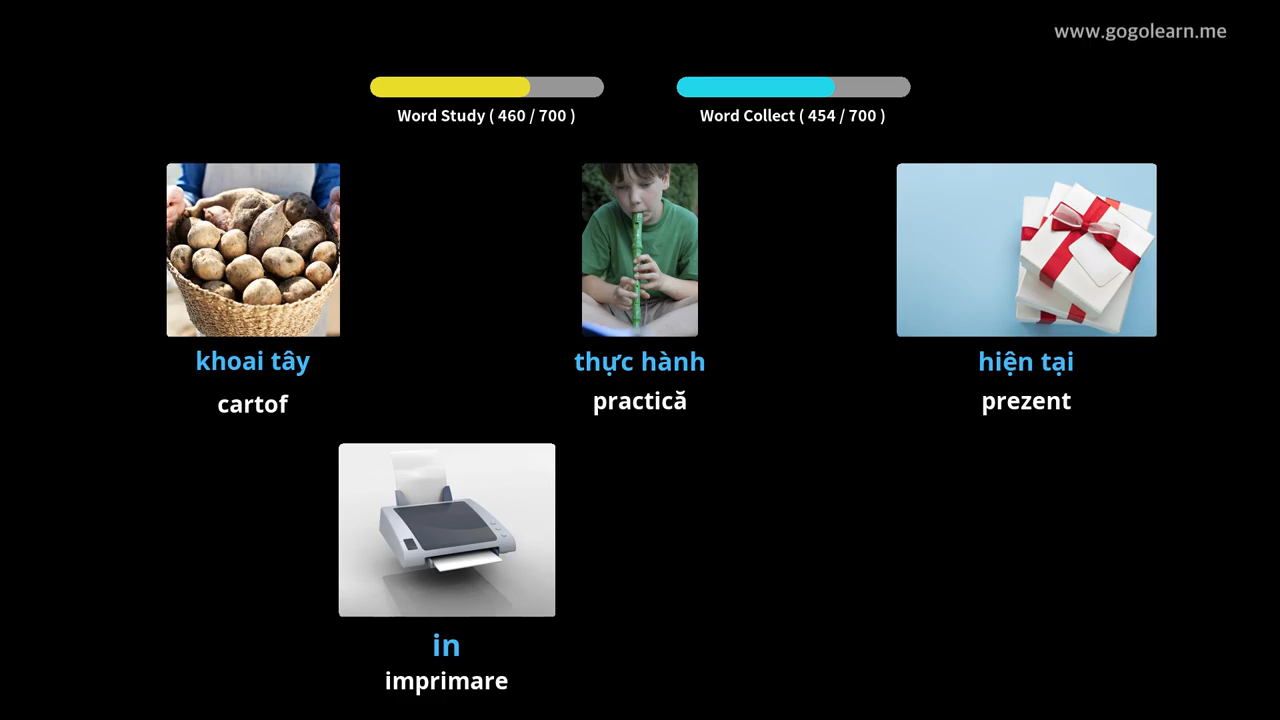 www.gogolearn.me
Word Study ( 460 / 700 )
Word Collect ( 454 / 700 )
khoai tây
cartof
thực hành
practică
hiện tại
prezent
in
imprimare